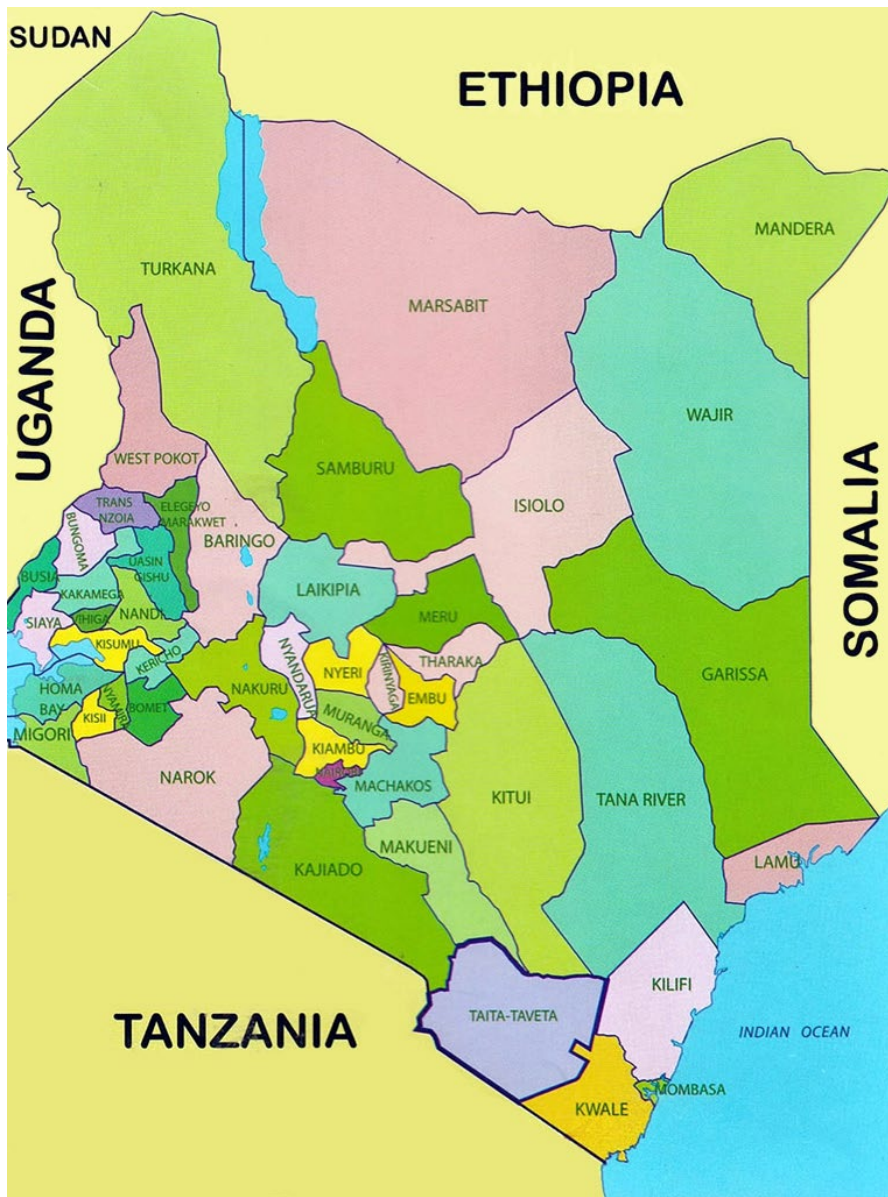 SUDAN
ETHIOPIA
MANDERA
TURKANA
MARSABIT
UGANDA
WAJIR
SOMALIA
WEST POKOT
SAMBURU
ISIOLO
TRANS
NZOIA
ELEGEYO
MARAKWET
BUNGOMA
BARINGO
UASIN
GISHU
BUSIA
KAKAMEGA
LAIKIPIA
NANDI
MERU
SIAYA
VIHIGA
KISUMU
KERICHO
NYANDARUA
NYERI
KIRINYAGA
THARAKA
GARISSA
HOMA
BAY
NYAMIRA
BOMET
NAKURU
EMBU
KISII
MURANGA
MIGORI
KIAMBU
NAIROBI
NAROK
MACHAKOS
KITUI
TANA RIVER
MAKUENI
KAJIADO
LAMU
KILIFI
TAITA-TAVETA
TANZANIA
INDIAN OCEAN
MOMBASA
KWALE